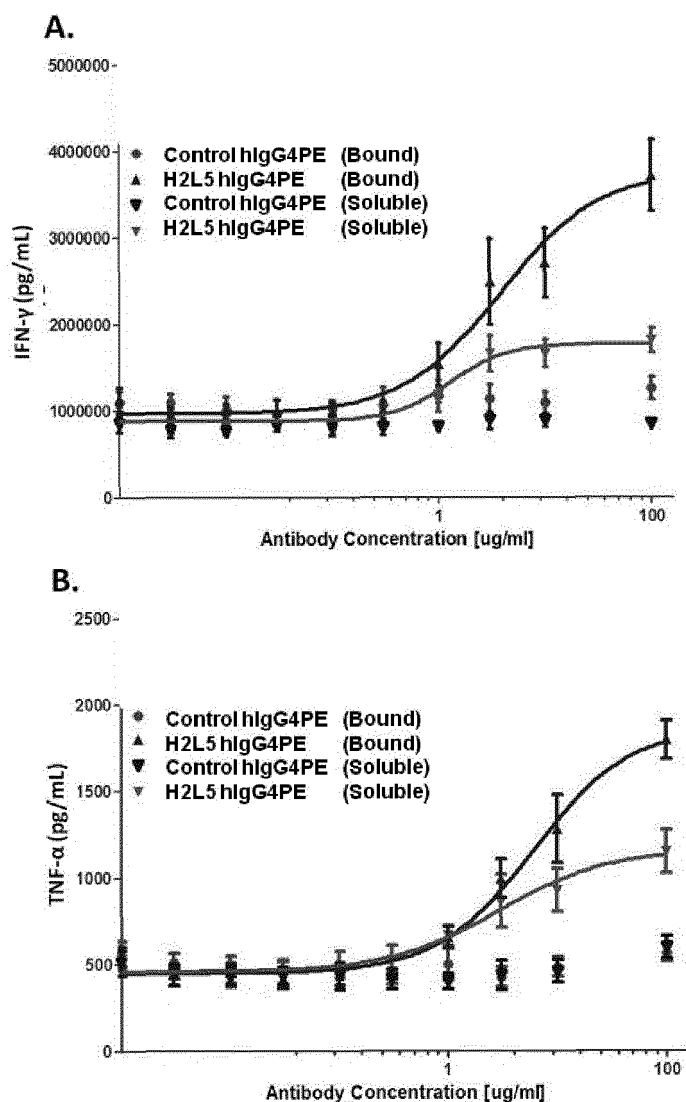 A.
5000000
4000000
3000000
2000000
1000000
0
IFN-γ (pg/mL)
Control hIgG4PE (Bound)
H2L5 hIgG4PE (Bound)
Control hIgG4PE (Soluble)
H2L5 hIgG4PE (Soluble)
1 100
Antibody Concentration [ug/ml]
B.
2500
2000
1500
1000
500
0
TNF-α (pg/mL)
Control hIgG4PE (Bound)
H2L5 hIgG4PE (Bound)
Control hIgG4PE (Soluble)
H2L5 hIgG4PE (Soluble)
1 100
Antibody Concentration [ug/ml]